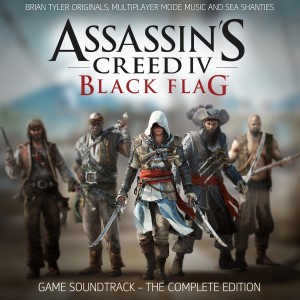 BRIAN TYLER ORIGINALS, MULTIPLAYER MODE MUSIC AND SEA SHANTIES
ASSASSIN'S
CREED IV
BLACK FLAG
GAME SOUNDTRACK – THE COMPLETE EDITION